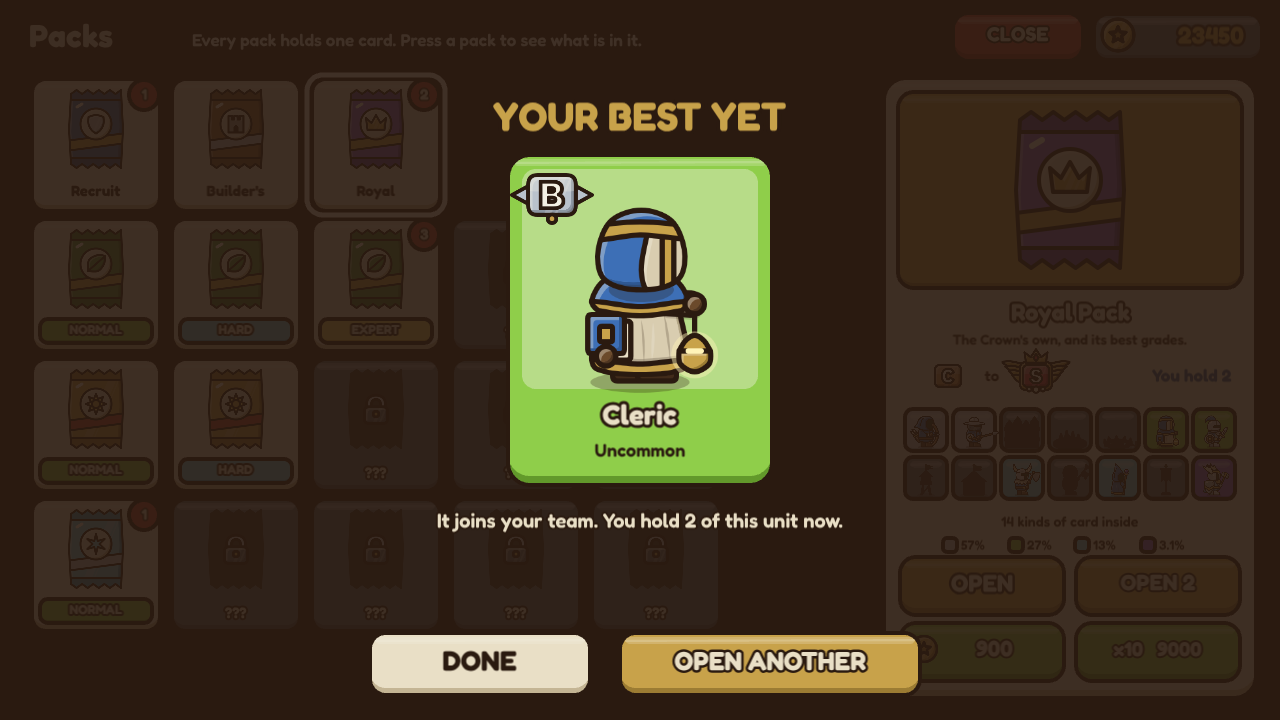 Packs
Every pack holds one card. Press a pack to see what is in it.
CLOSE
23450
1
2
Recruit
Builder's
Royal
3
NORMAL
HARD
EXPERT
NORMAL
HARD
???
1
NORMAL
???
???
???
???
YOUR BEST YET
B
Cleric
Uncommon
It joins your team. You hold 2 of this unit now.
DONE
OPEN ANOTHER
Royal Pack
The Crown's own, and its best grades.
C to S
You hold 2
14 kinds of card inside
57% 27% 13% 3.1%
OPEN
OPEN 2
900
x10 9000